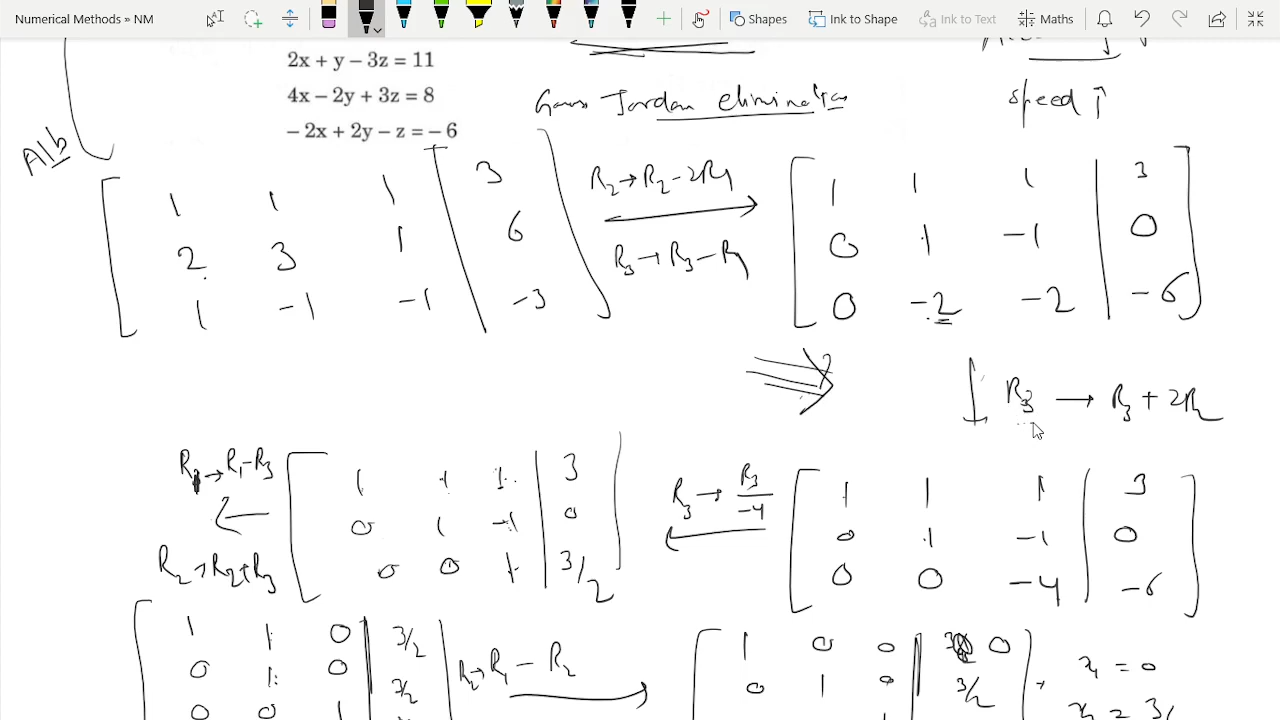 Numerical Methods » NM
Shapes Ink to Shape Ink to Text Maths
2x + y − 3z = 11
4x − 2y + 3z = 8
− 2x + 2y − z = − 6
Gauss Jordan elimination
speed ↑
A|b
1 1 1 | 3
2 3 1 | 6
1 -1 -1 | -3
R2→R2-2R1
R3→R3-R1
1 1 1 | 3
0 1 -1 | 0
0 -2 -2 | -6
R3 → R3 + 2R2
R1→R1-R3
R2→R2+R3
1 1 1 | 3
0 1 -1 | 0
0 0 1 | 3/2
R3 → R3/-4
1 1 1 | 3
0 1 -1 | 0
0 0 -4 | -6
1 1 0 | 3/2
0 1 0 | 3/2
0 0 1
R2→R1 - R2
1 0 0 | 0
0 1 0 | 3/2
x1 = 0